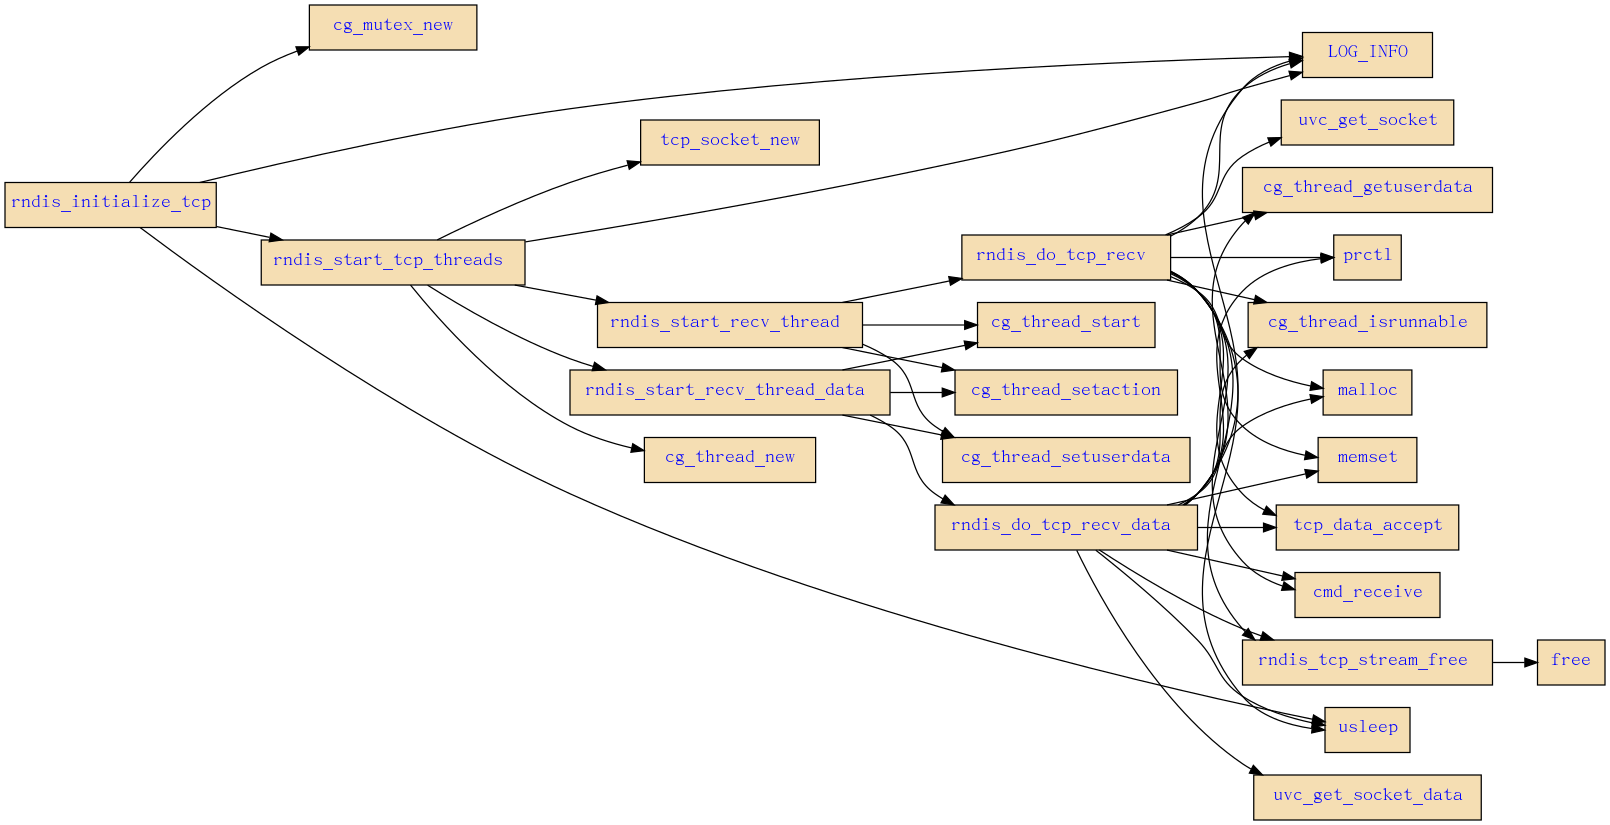 cg_mutex_new
LOG_INFO
uvc_get_socket
tcp_socket_new
cg_thread_getuserdata
rndis_initialize_tcp
rndis_start_tcp_threads
rndis_do_tcp_recv
prctl
rndis_start_recv_thread
cg_thread_start
cg_thread_isrunnable
rndis_start_recv_thread_data
cg_thread_setaction
malloc
cg_thread_new
cg_thread_setuserdata
memset
rndis_do_tcp_recv_data
tcp_data_accept
cmd_receive
rndis_tcp_stream_free
free
usleep
uvc_get_socket_data